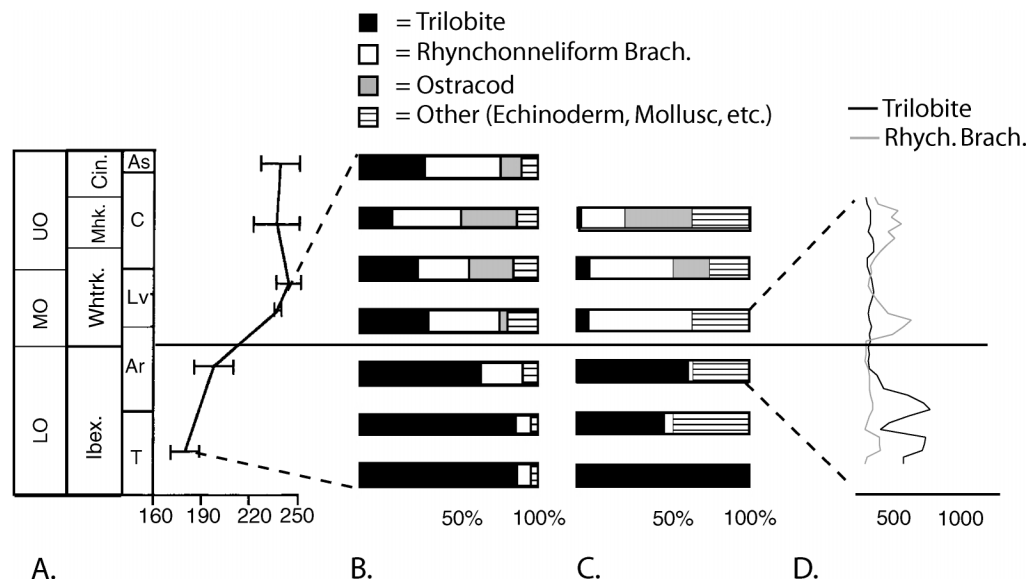 = Trilobite
= Rhynchonneliform Brach.
= Ostracod
= Other (Echinoderm, Mollusc, etc.)
Trilobite
Rhych. Brach.
UO
MO
LO
Cin.
Mhk.
Whtrk.
Ibex.
As
C
Lv
Ar
T
160 190 220 250
50% 100%
50% 100%
500 1000
A. B. C. D.